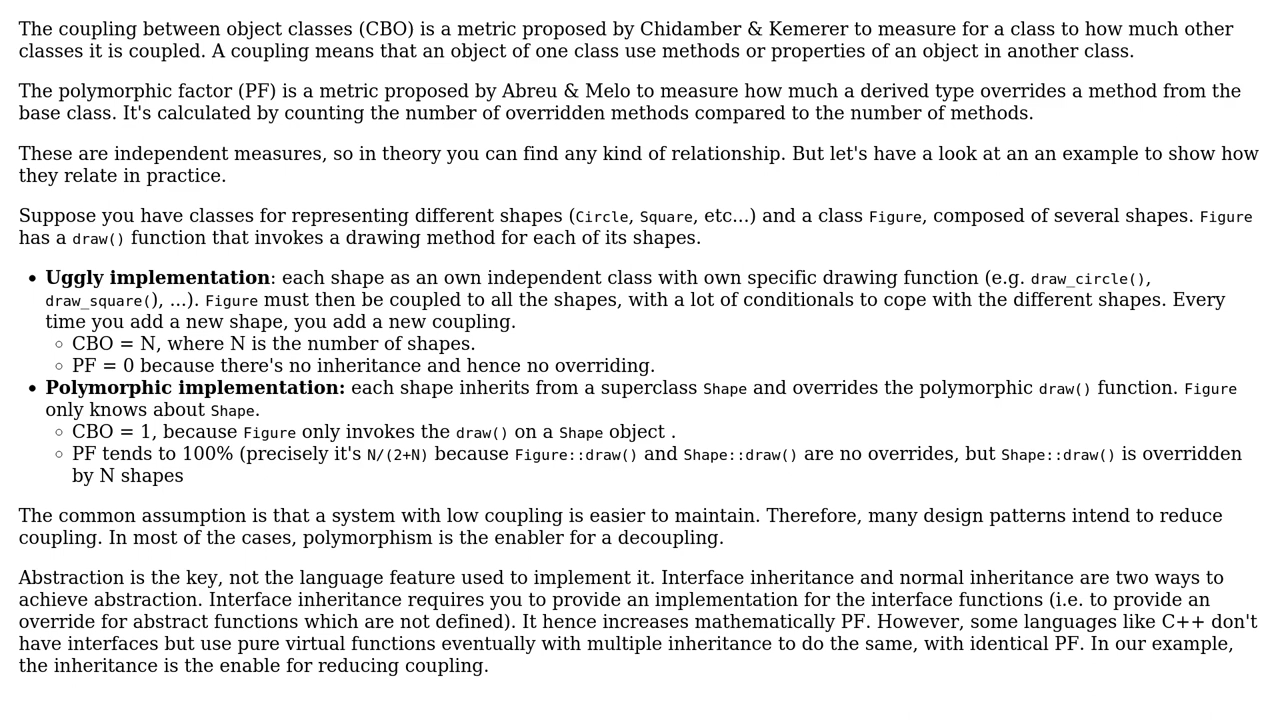 The coupling between object classes (CBO) is a metric proposed by Chidamber & Kemerer to measure for a class to how much other
classes it is coupled. A coupling means that an object of one class use methods or properties of an object in another class.
The polymorphic factor (PF) is a metric proposed by Abreu & Melo to measure how much a derived type overrides a method from the
base class. It's calculated by counting the number of overridden methods compared to the number of methods.
These are independent measures, so in theory you can find any kind of relationship. But let's have a look at an an example to show how
they relate in practice.
Suppose you have classes for representing different shapes (Circle, Square, etc...) and a class Figure, composed of several shapes. Figure
has a draw() function that invokes a drawing method for each of its shapes.
• Uggly implementation: each shape as an own independent class with own specific drawing function (e.g. draw_circle(),
draw_square(), ...). Figure must then be coupled to all the shapes, with a lot of conditionals to cope with the different shapes. Every
time you add a new shape, you add a new coupling.
◦ CBO = N, where N is the number of shapes.
◦ PF = 0 because there's no inheritance and hence no overriding.
• Polymorphic implementation: each shape inherits from a superclass Shape and overrides the polymorphic draw() function. Figure
only knows about Shape.
◦ CBO = 1, because Figure only invokes the draw() on a Shape object .
◦ PF tends to 100% (precisely it's N/(2+N) because Figure::draw() and Shape::draw() are no overrides, but Shape::draw() is overridden
by N shapes
The common assumption is that a system with low coupling is easier to maintain. Therefore, many design patterns intend to reduce
coupling. In most of the cases, polymorphism is the enabler for a decoupling.
Abstraction is the key, not the language feature used to implement it. Interface inheritance and normal inheritance are two ways to
achieve abstraction. Interface inheritance requires you to provide an implementation for the interface functions (i.e. to provide an
override for abstract functions which are not defined). It hence increases mathematically PF. However, some languages like C++ don't
have interfaces but use pure virtual functions eventually with multiple inheritance to do the same, with identical PF. In our example,
the inheritance is the enable for reducing coupling.